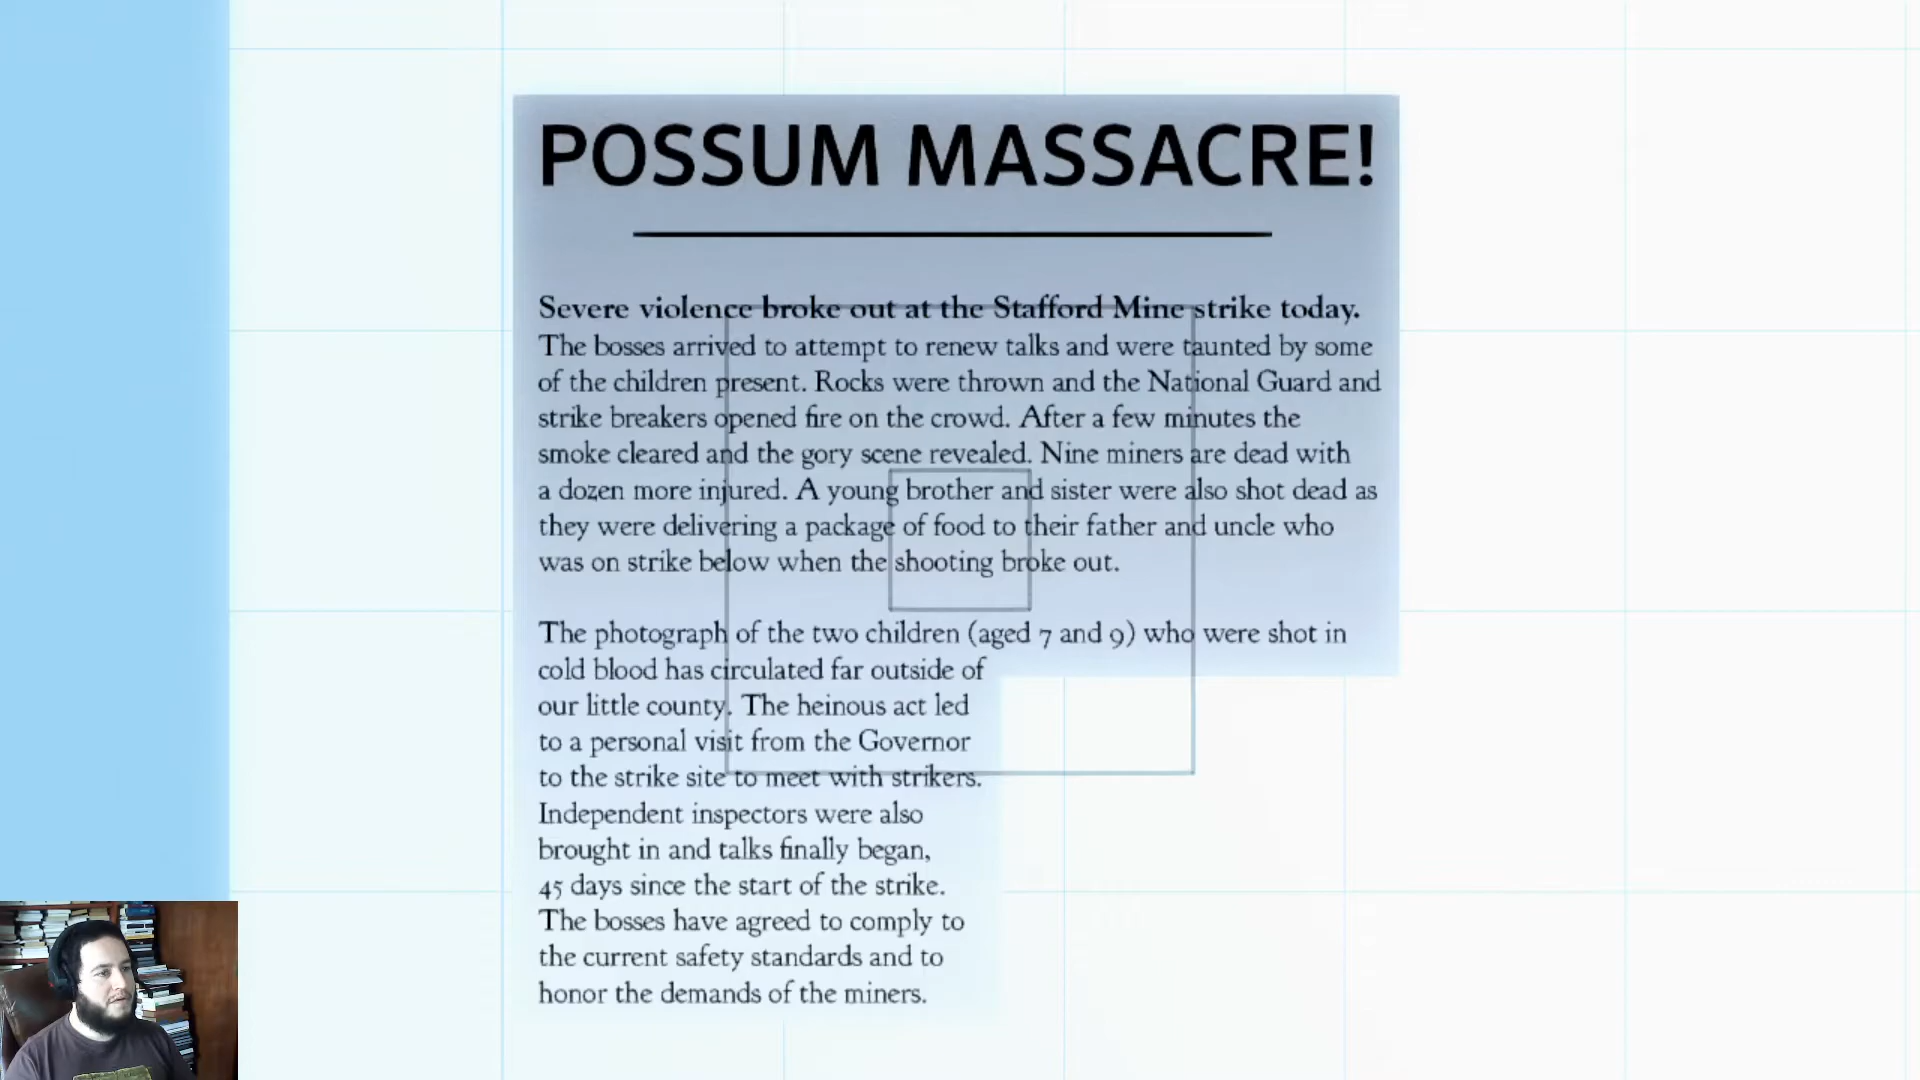 POSSUM MASSACRE!
Severe violence broke out at the Stafford Mine strike today.
The bosses arrived to attempt to renew talks and were taunted by some
of the children present. Rocks were thrown and the National Guard and
strike breakers opened fire on the crowd. After a few minutes the
smoke cleared and the gory scene revealed. Nine miners are dead with
a dozen more injured. A young brother and sister were also shot dead as
they were delivering a package of food to their father and uncle who
was on strike below when the shooting broke out.
The photograph of the two children (aged 7 and 9) who were shot in
cold blood has circulated far outside of
our little county. The heinous act led
to a personal visit from the Governor
to the strike site to meet with strikers.
Independent inspectors were also
brought in and talks finally began,
45 days since the start of the strike.
The bosses have agreed to comply to
the current safety standards and to
honor the demands of the miners.